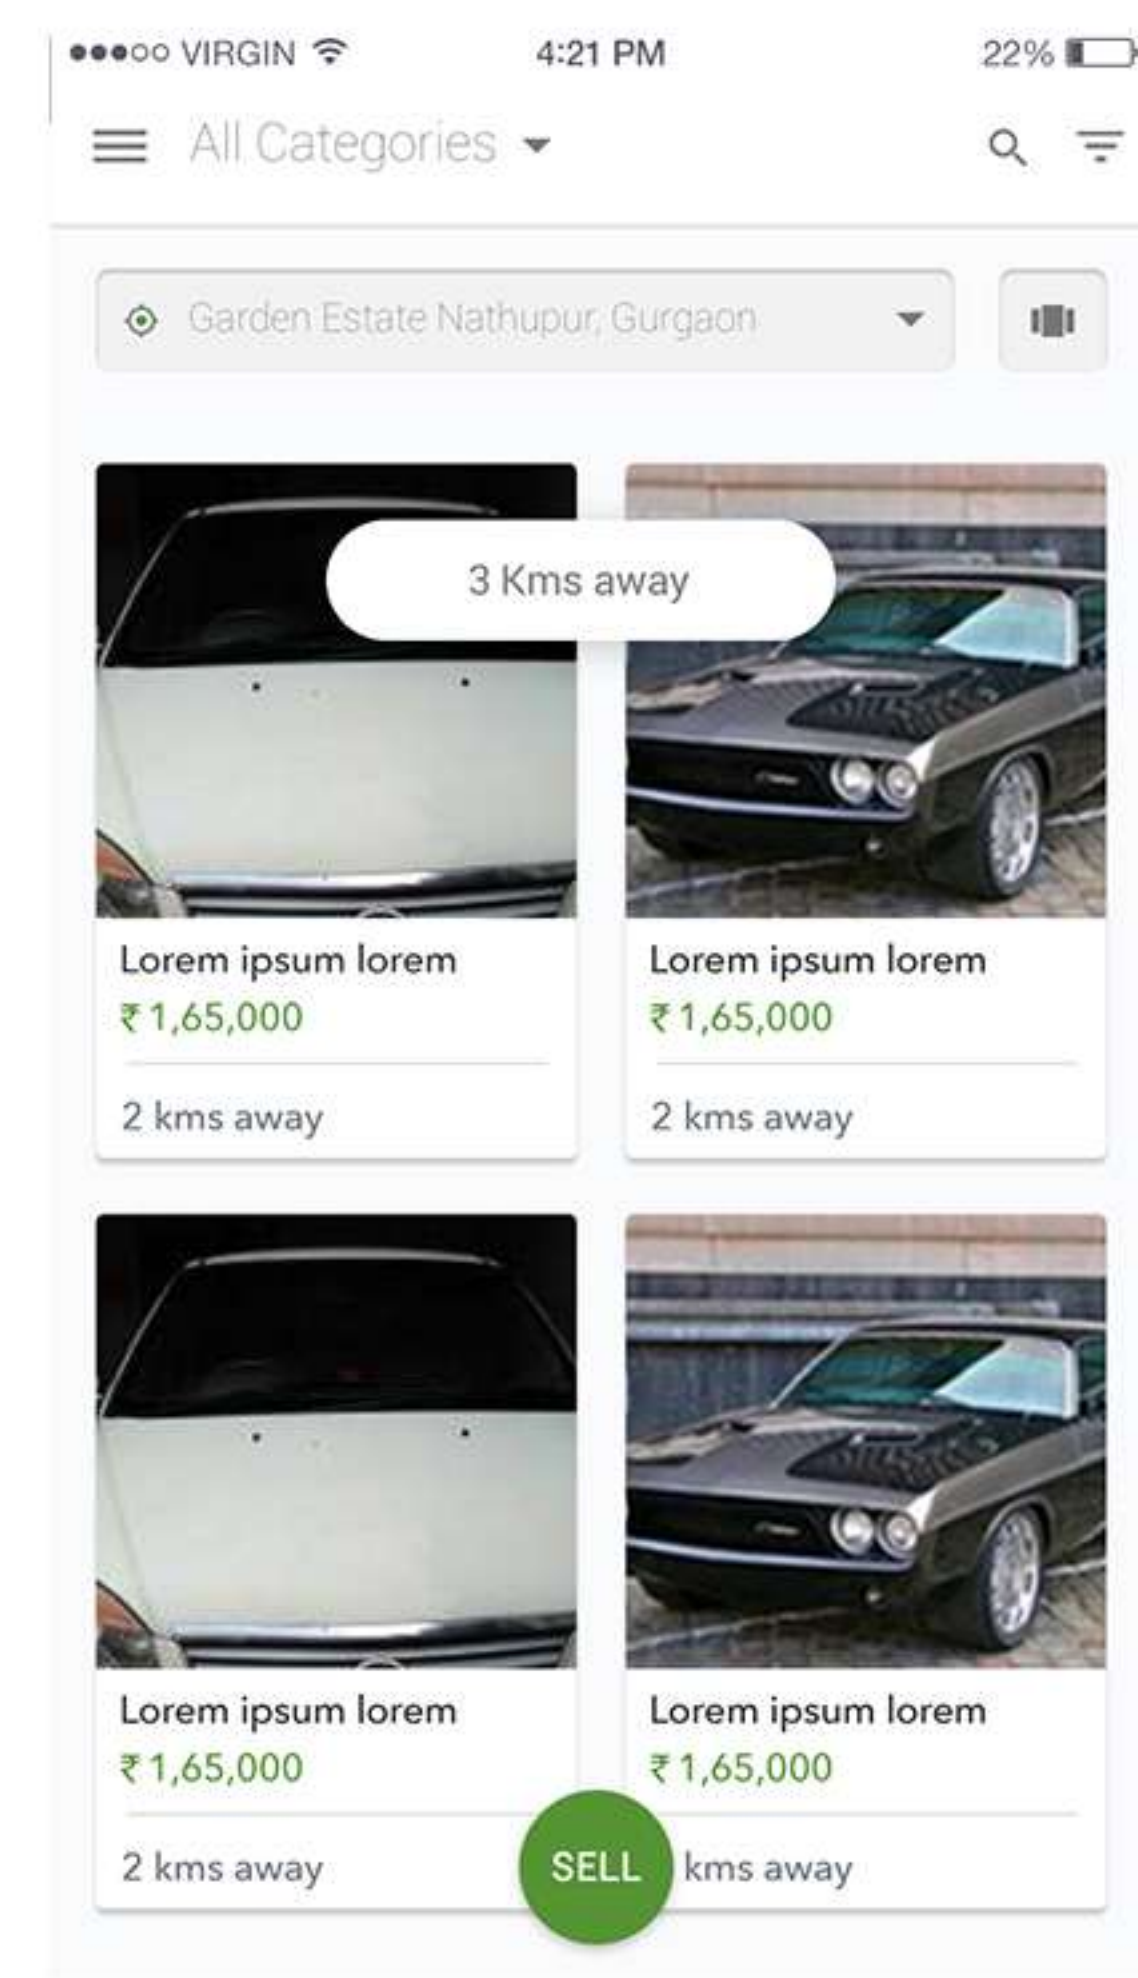 VIRGIN 4:21 PM 22%
All Categories
Garden Estate Nathupur, Gurgaon
3 Kms away
Lorem ipsum lorem
₹ 1,65,000
2 kms away
Lorem ipsum lorem
₹ 1,65,000
2 kms away
Lorem ipsum lorem
₹ 1,65,000
2 kms away
Lorem ipsum lorem
₹ 1,65,000
kms away
SELL